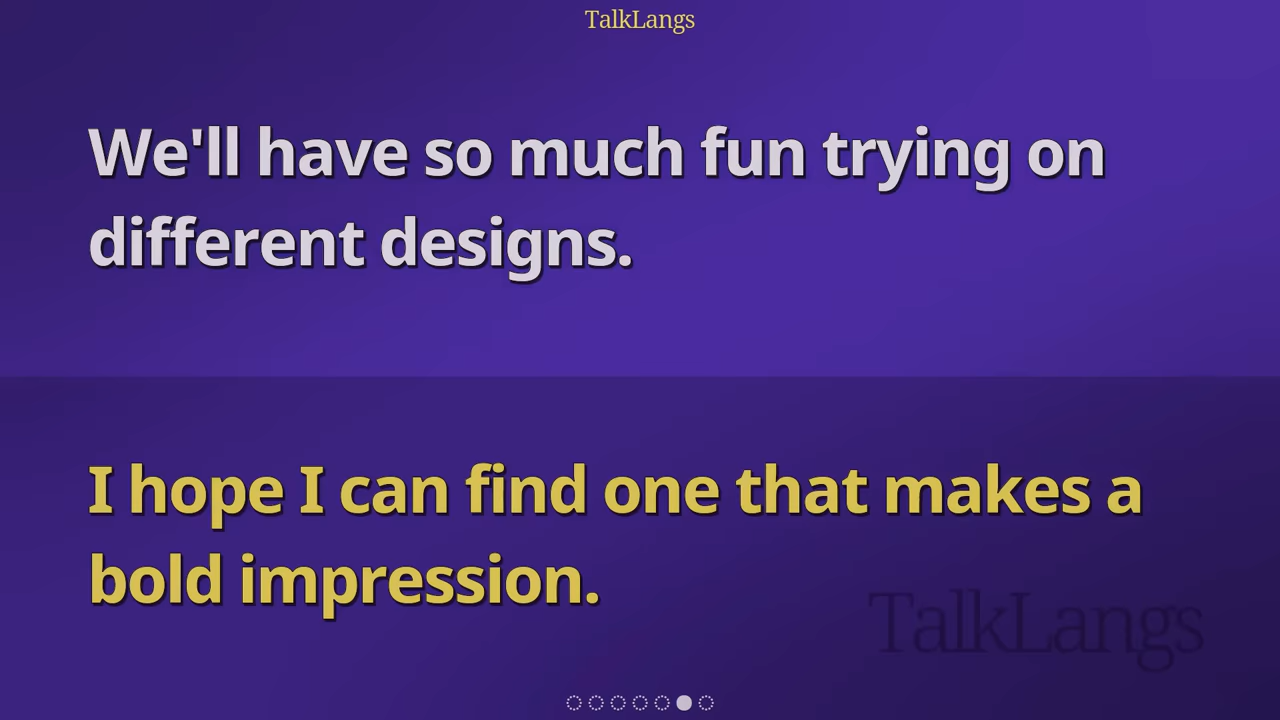 TalkLangs
We'll have so much fun trying on
different designs.
I hope I can find one that makes a
bold impression.
TalkLangs